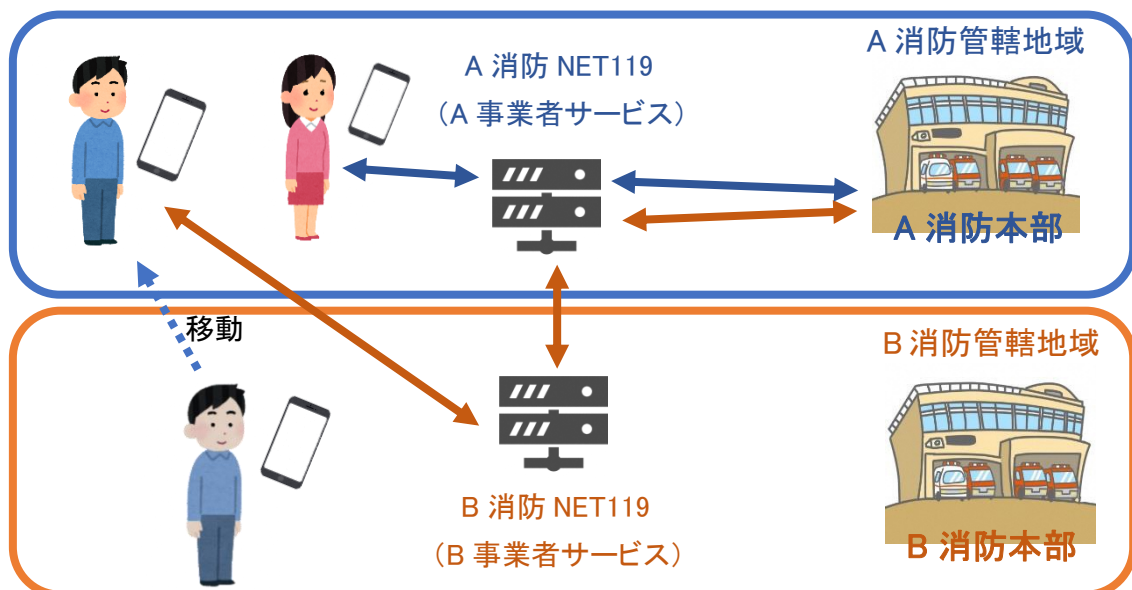 A 消防管轄地域
A 消防 NET119
（A 事業者サービス）
A 消防本部
移動
B 消防管轄地域
B 消防 NET119
（B 事業者サービス）
B 消防本部